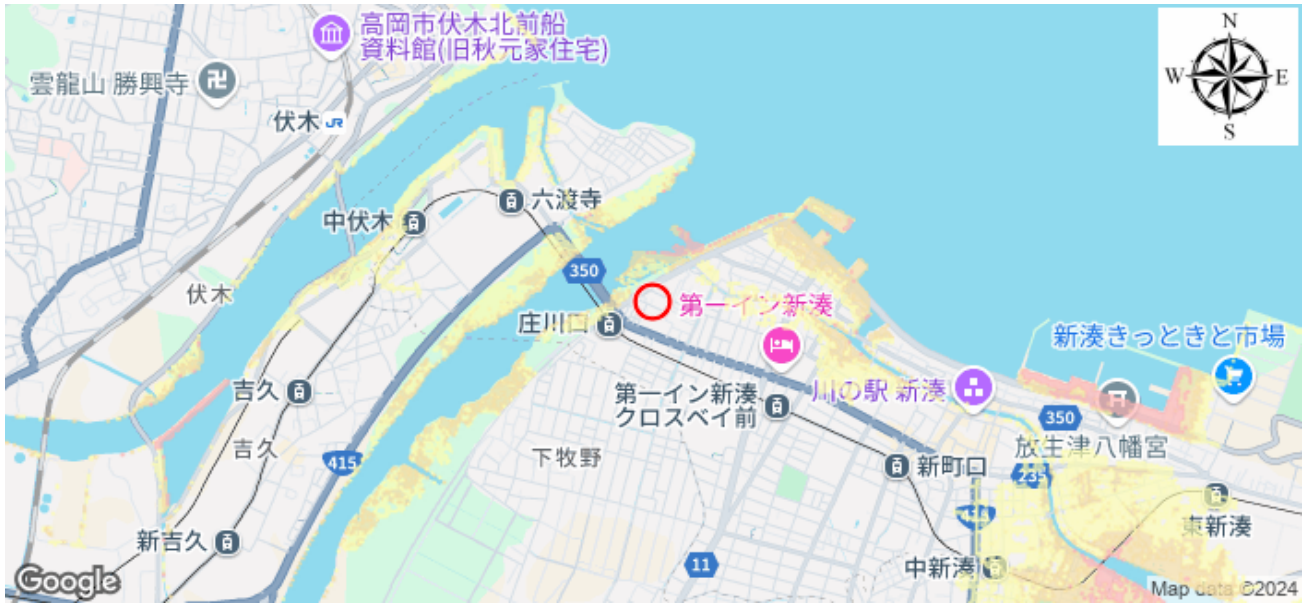 高岡市伏木北前船
資料館(旧秋元家住宅)
雲龍山 勝興寺
伏木
JR
N
W
E
S
六渡寺
中伏木
350
伏木
庄川口
第一イン新湊
新湊きっときと市場
吉久
第一イン新湊
クロスベイ前
川の駅 新湊
350
放生津八幡宮
吉久
415
下牧野
新町口
235
東新湊
新吉久
11
中新湊
Google
Map data ©2024